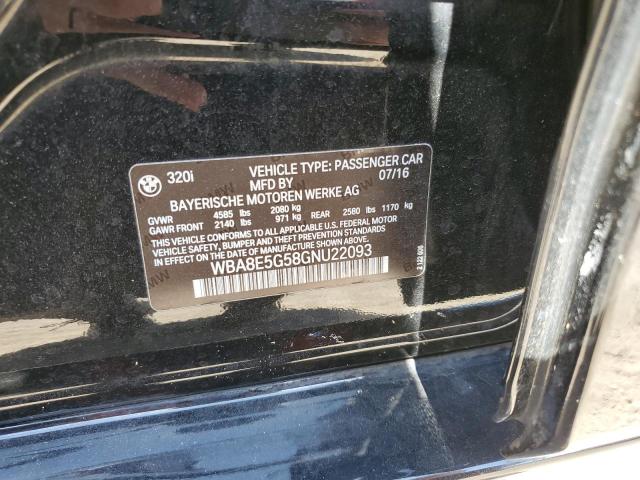 320i VEHICLE TYPE: PASSENGER CAR
MFD BY 07/16
BAYERISCHE MOTOREN WERKE AG
GVWR 4585 lbs 2080 kg
GAWR FRONT 2140 lbs 971 kg REAR 2580 lbs 1170 kg
THIS VEHICLE CONFORMS TO ALL APPLICABLE U.S. FEDERAL MOTOR
VEHICLE SAFETY, BUMPER, AND THEFT PREVENTION STANDARDS
IN EFFECT ON THE DATE OF MANUFACTURE SHOWN ABOVE.
WBA8E5G58GNU22093